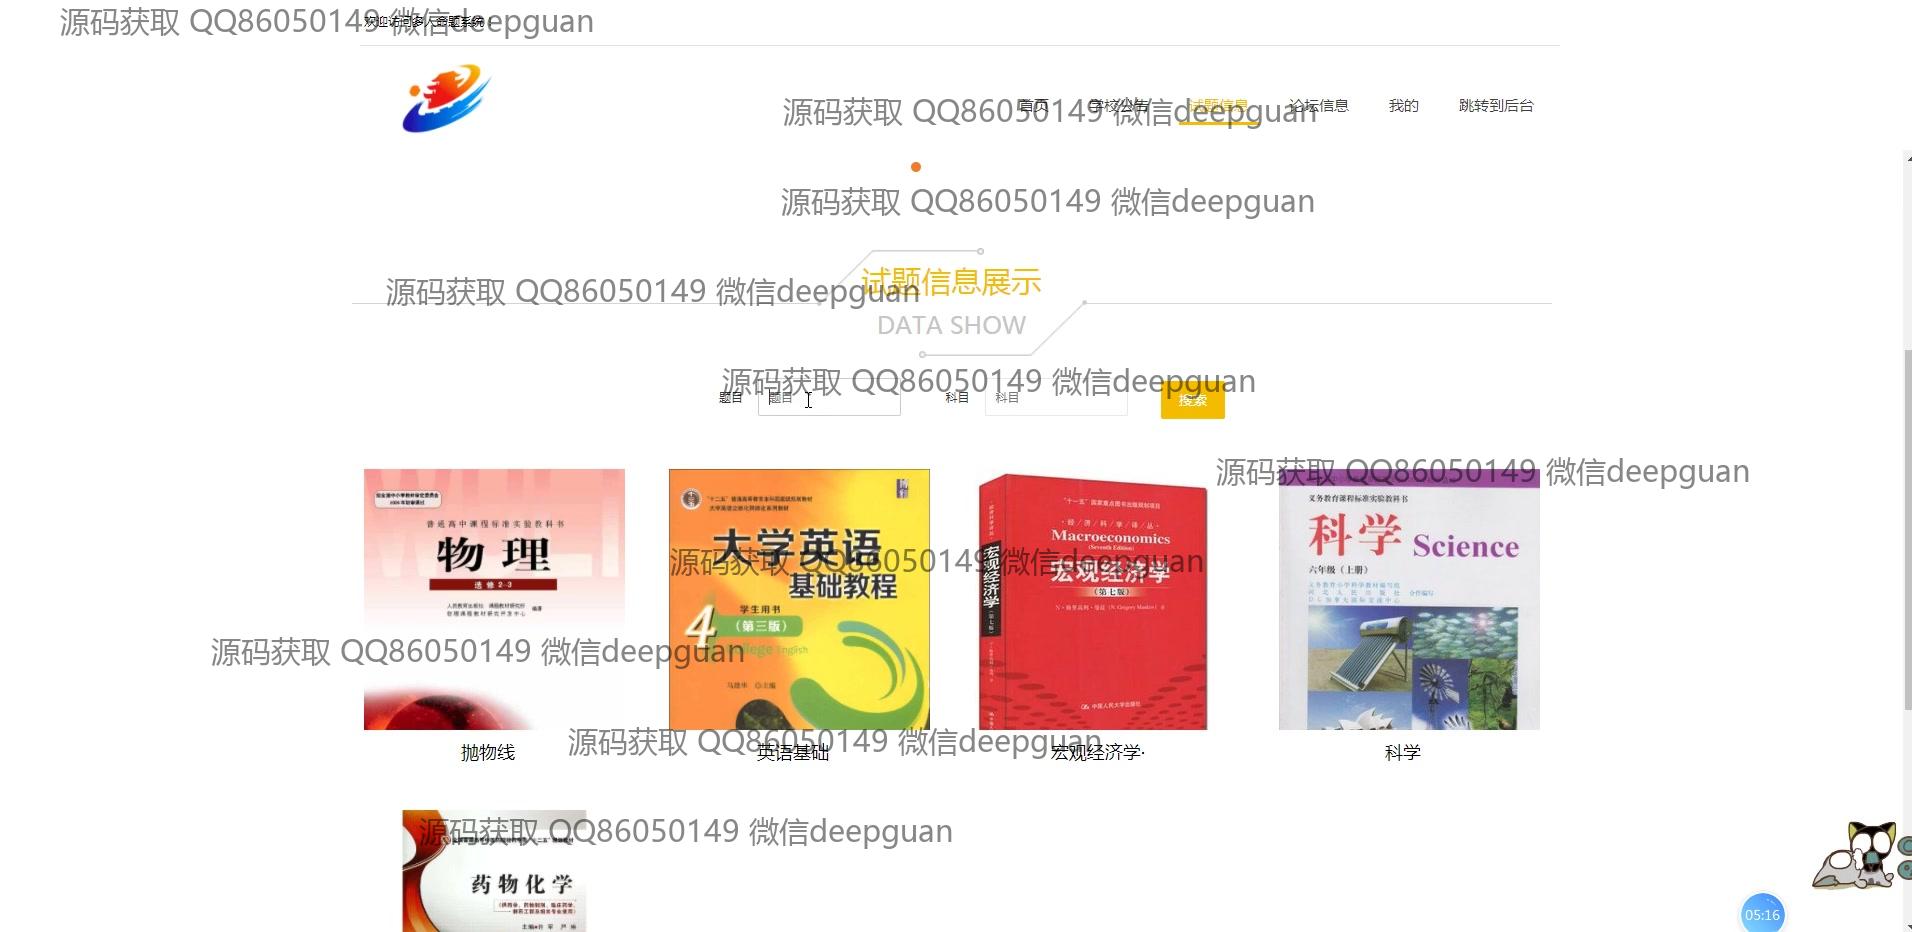 源码获取 QQ86050149 微信deepguan
欢迎访问多人命题系统
首页 学校公告 试题信息 论坛信息 我的 跳转到后台
源码获取 QQ86050149 微信deepguan
源码获取 QQ86050149 微信deepguan
试题信息展示
源码获取 QQ86050149 微信deepguan
DATA SHOW
源码获取 QQ86050149 微信deepguan
题目 题目 科目 科目 搜索
源码获取 QQ86050149 微信deepguan
普通高中课程标准实验教科书
物理
选修 2-3
大学英语
基础教程
学生用书
4
(第三版)
College English
"十一五"国家重点图书出版规划项目
·经/济/科/学/译/丛·
Macroeconomics
(Seventh Edition)
宏观经济学
(第七版)
宏观经济学
中国人民大学出版社
义务教育课程标准实验教科书
科学 Science
六年级(上册)
源码获取 QQ86050149 微信deepguan
源码获取 QQ86050149 微信deepguan
源码获取 QQ86050149 微信deepguan
抛物线 英语基础 宏观经济学· 科学
源码获取 QQ86050149 微信deepguan
药物化学
05:16